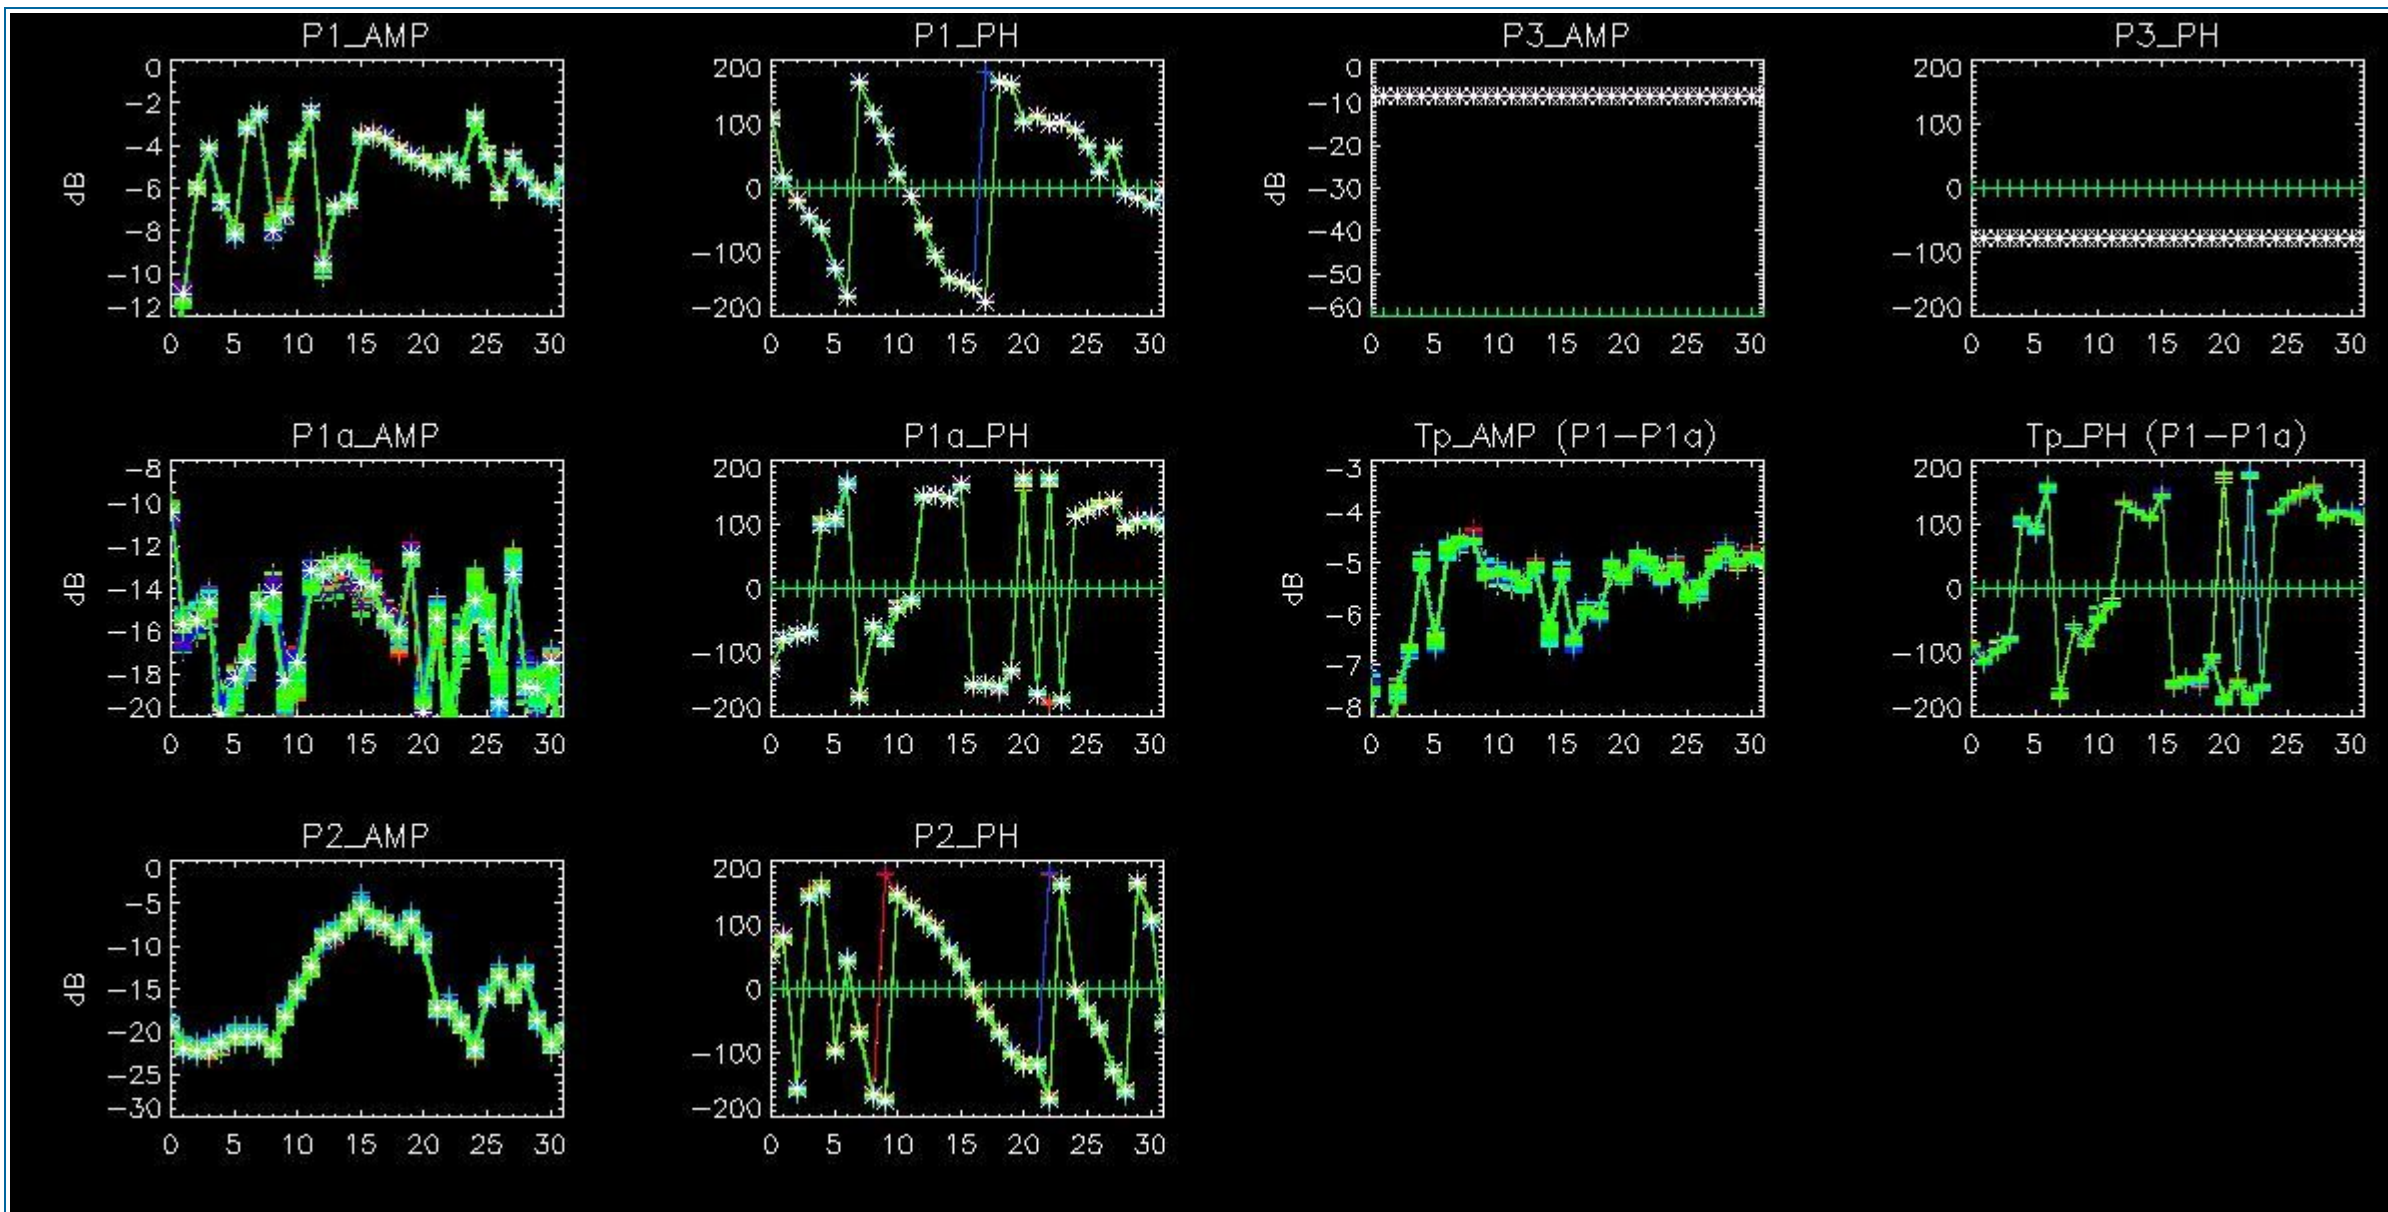 P1_AMP
0
−2
−4
−6
−8
−10
−12
dB
0 5 10 15 20 25 30
P1_PH
200
100
0
−100
−200
0 5 10 15 20 25 30
P3_AMP
0
−10
−20
−30
−40
−50
−60
dB
0 5 10 15 20 25 30
P3_PH
200
100
0
−100
−200
0 5 10 15 20 25 30
P1a_AMP
−8
−10
−12
−14
−16
−18
−20
dB
0 5 10 15 20 25 30
P1a_PH
200
100
0
−100
−200
0 5 10 15 20 25 30
Tp_AMP (P1−P1a)
−3
−4
−5
−6
−7
−8
dB
0 5 10 15 20 25 30
Tp_PH (P1−P1a)
200
100
0
−100
−200
0 5 10 15 20 25 30
P2_AMP
0
−5
−10
−15
−20
−25
−30
dB
0 5 10 15 20 25 30
P2_PH
200
100
0
−100
−200
0 5 10 15 20 25 30